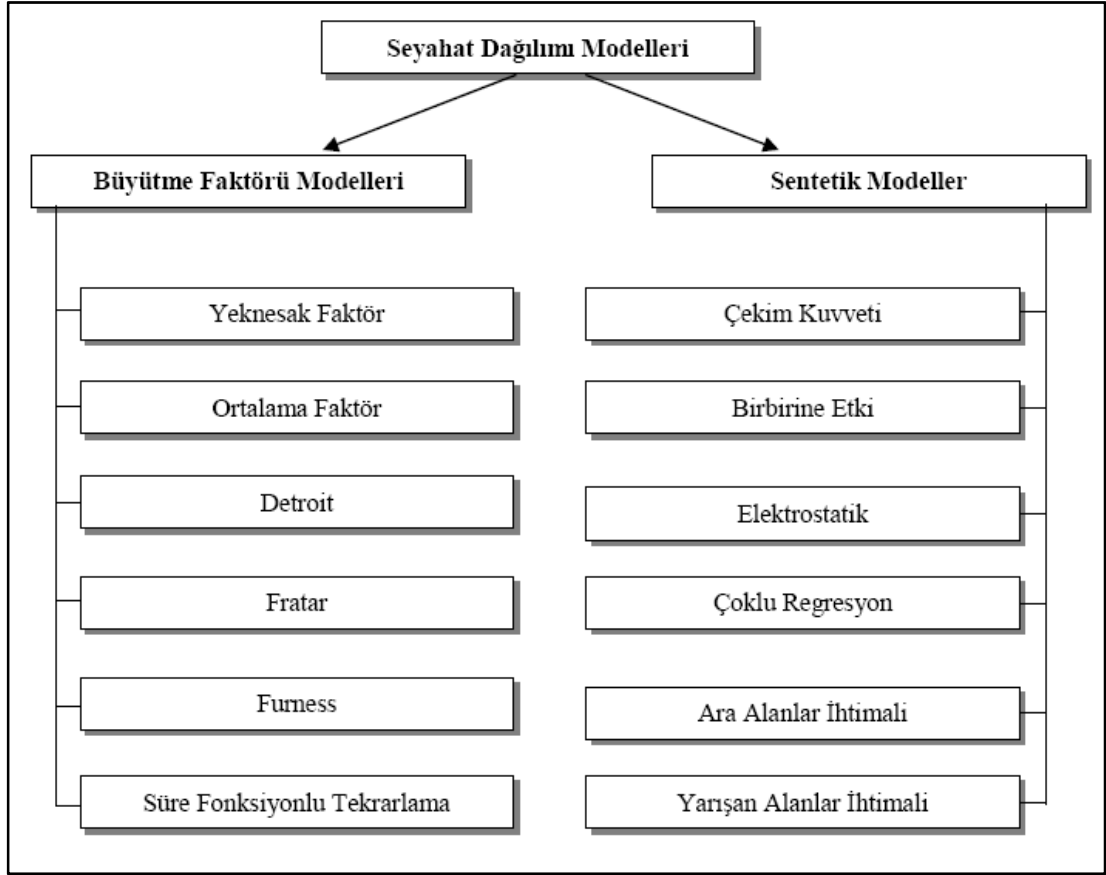 Seyahat Dağılımı Modelleri
Büyütme Faktörü Modelleri
Sentetik Modeller
Yeknesak Faktör
Çekim Kuvveti
Ortalama Faktör
Birbirine Etki
Detroit
Elektrostatik
Fratar
Çoklu Regresyon
Furness
Ara Alanlar İhtimali
Süre Fonksiyonlu Tekrarlama
Yarışan Alanlar İhtimali